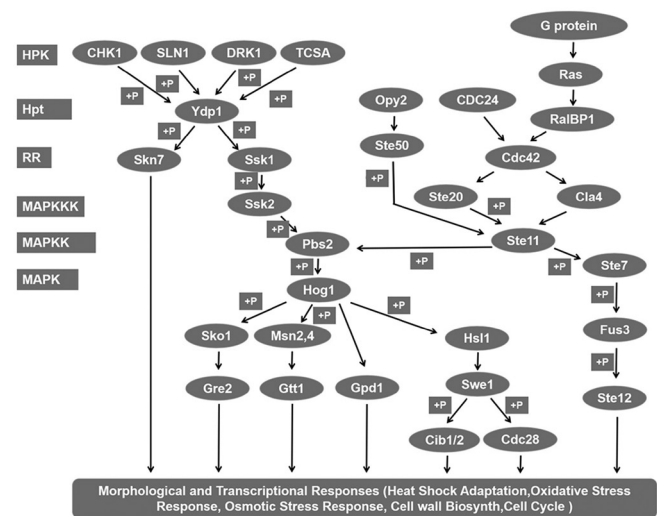 G protein
HPK
CHK1
SLN1
DRK1
TCSA
Ras
+P
+P
+P
+P
Hpt
Ydp1
Opy2
CDC24
RalBP1
+P
+P
RR
Skn7
Ssk1
Ste50
Cdc42
+P
+P
MAPKKK
Ssk2
Ste20
+P
Cla4
+P
MAPKK
Pbs2
Ste11
+P
+P
+P
Ste7
MAPK
Hog1
+P
+P
+P
+P
Sko1
Msn2,4
Hsl1
Fus3
+P
Gre2
Gtt1
Gpd1
Swe1
Ste12
+P
+P
Cib1/2
Cdc28
Morphological and Transcriptional Responses (Heat Shock Adaptation,Oxidative Stress
Response, Osmotic Stress Response, Cell wall Biosynth,Cell Cycle )